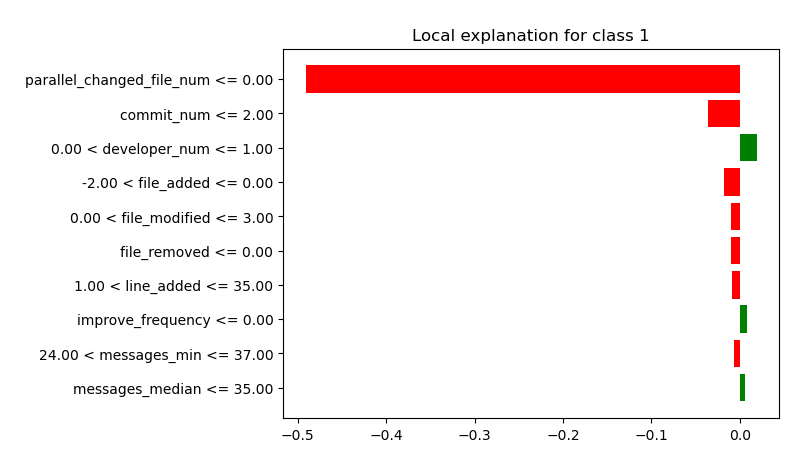 Local explanation for class 1
parallel_changed_file_num <= 0.00
commit_num <= 2.00
0.00 < developer_num <= 1.00
-2.00 < file_added <= 0.00
0.00 < file_modified <= 3.00
file_removed <= 0.00
1.00 < line_added <= 35.00
improve_frequency <= 0.00
24.00 < messages_min <= 37.00
messages_median <= 35.00
−0.5 −0.4 −0.3 −0.2 −0.1 0.0